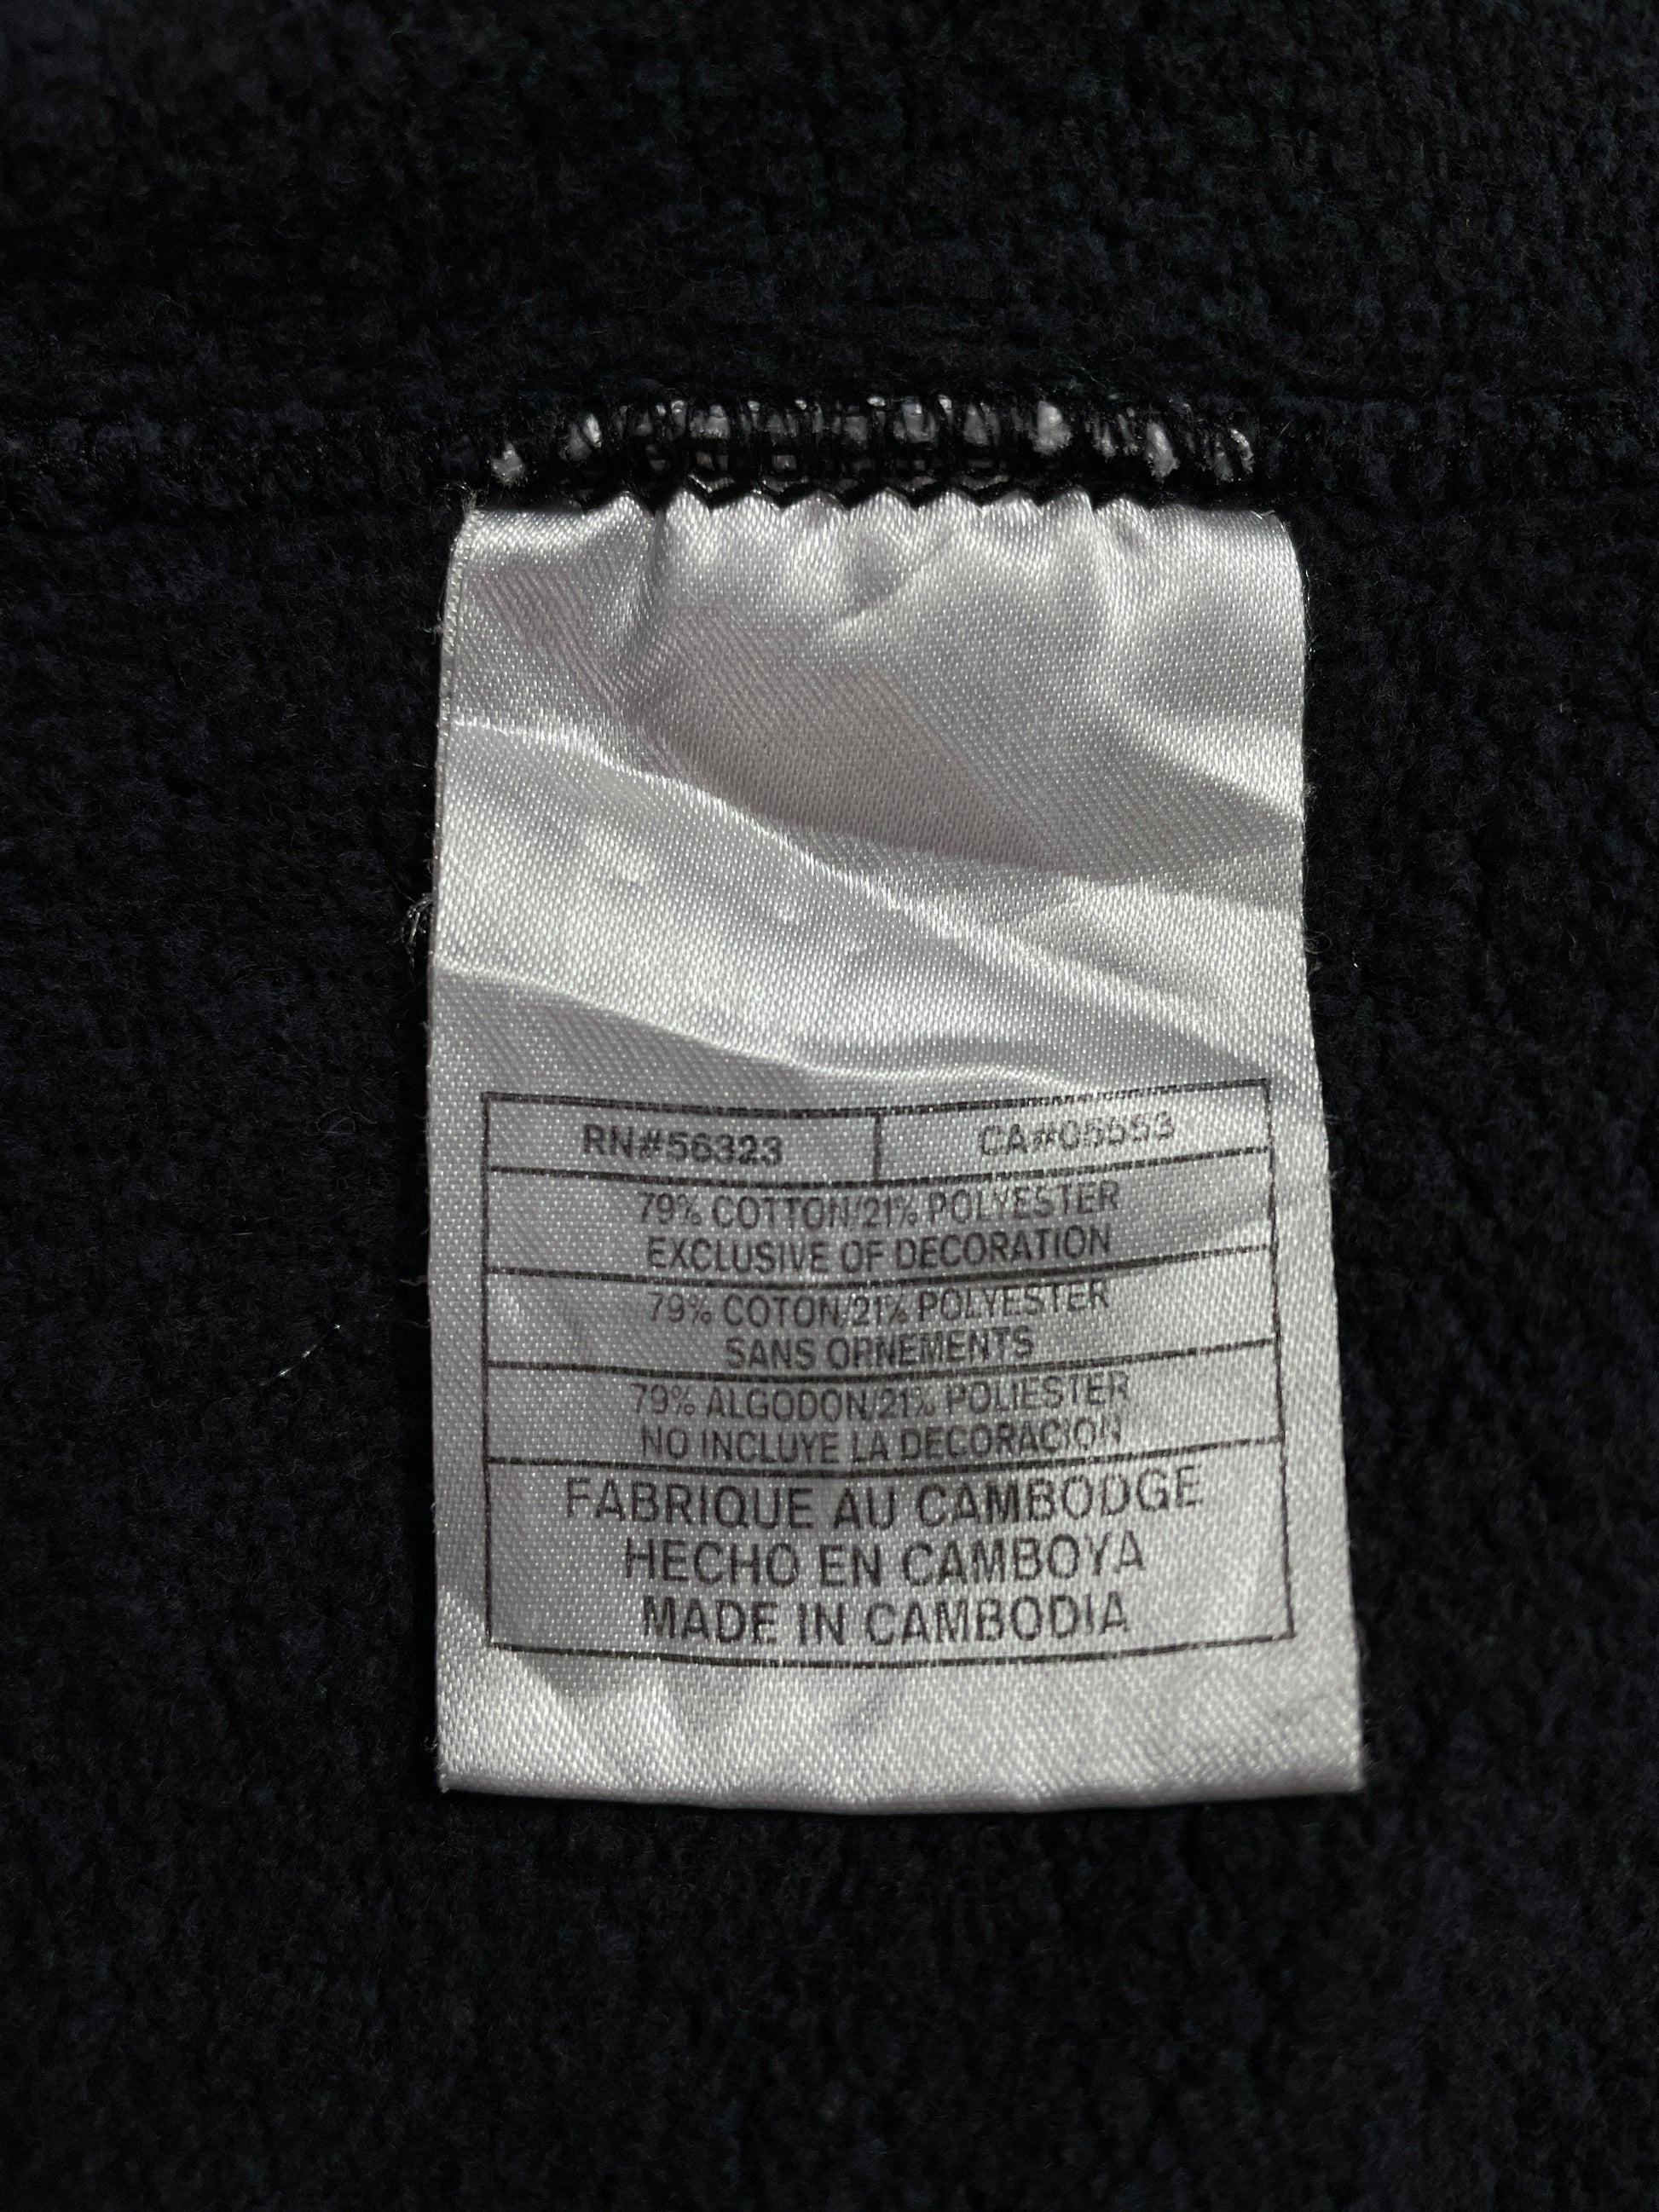 RN#56323 CA#05553
79% COTTON/21% POLYESTER
EXCLUSIVE OF DECORATION
79% COTON/21% POLYESTER
SANS ORNEMENTS
79% ALGODON/21% POLIESTER
NO INCLUYE LA DECORACION
FABRIQUE AU CAMBODGE
HECHO EN CAMBOYA
MADE IN CAMBODIA